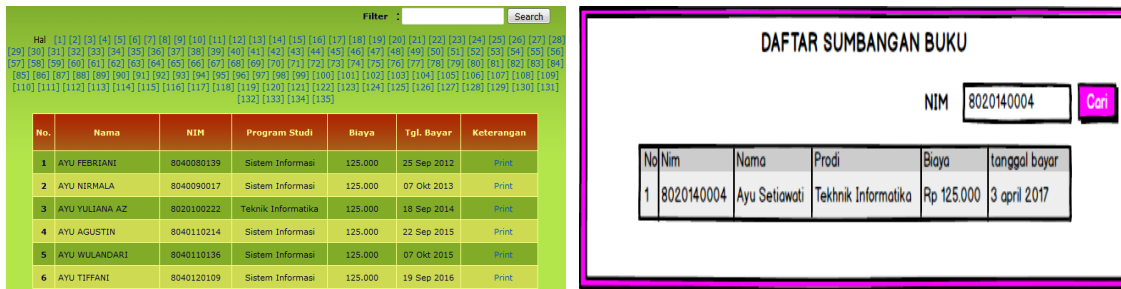 Filter : Search
Hal [1] [2] [3] [4] [5] [6] [7] [8] [9] [10] [11] [12] [13] [14] [15] [16] [17] [18] [19] [20] [21] [22] [23] [24] [25] [26] [27] [28]
[29] [30] [31] [32] [33] [34] [35] [36] [37] [38] [39] [40] [41] [42] [43] [44] [45] [46] [47] [48] [49] [50] [51] [52] [53] [54] [55] [56]
[57] [58] [59] [60] [61] [62] [63] [64] [65] [66] [67] [68] [69] [70] [71] [72] [73] [74] [75] [76] [77] [78] [79] [80] [81] [82] [83] [84]
[85] [86] [87] [88] [89] [90] [91] [92] [93] [94] [95] [96] [97] [98] [99] [100] [101] [102] [103] [104] [105] [106] [107] [108] [109]
[110] [111] [112] [113] [114] [115] [116] [117] [118] [119] [120] [121] [122] [123] [124] [125] [126] [127] [128] [129] [130] [131]
[132] [133] [134] [135]
No. Nama NIM Program Studi Biaya Tgl. Bayar Keterangan
1 AYU FEBRIANI 8040080139 Sistem Informasi 125.000 25 Sep 2012 Print
2 AYU NIRMALA 8040090017 Sistem Informasi 125.000 07 Okt 2013 Print
3 AYU YULIANA AZ 8020100222 Teknik Informatika 125.000 18 Sep 2014 Print
4 AYU AGUSTIN 8040110214 Sistem Informasi 125.000 22 Sep 2015 Print
5 AYU WULANDARI 8040110136 Sistem Informasi 125.000 07 Okt 2015 Print
6 AYU TIFFANI 8040120109 Sistem Informasi 125.000 19 Sep 2016 Print
DAFTAR SUMBANGAN BUKU
NIM 8020140004 Cari
No Nim Nama Prodi Biaya tanggal bayar
1 8020140004 Ayu Setiawati Tekhnik Informatika Rp 125.000 3 april 2017